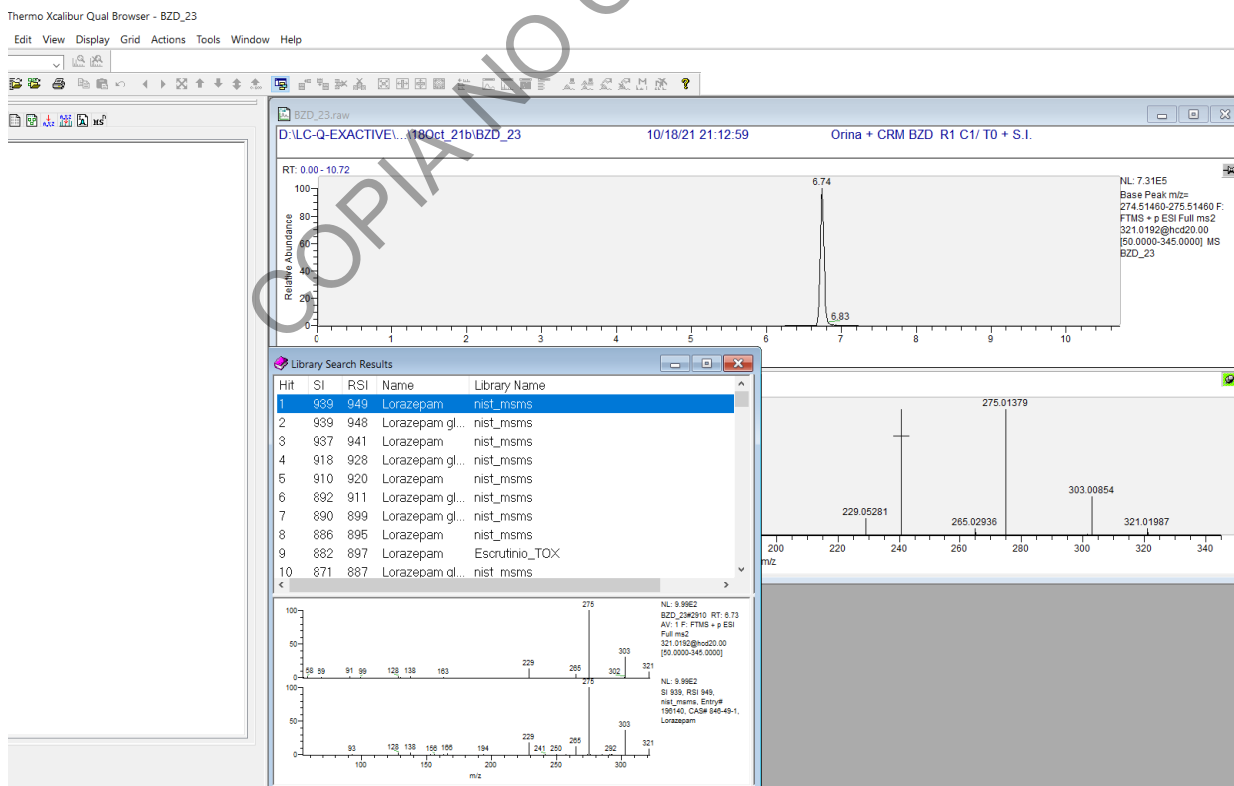 Thermo Xcalibur Qual Browser - BZD_23
Edit View Display Grid Actions Tools Window Help
BZD_23.raw
D:\LC-Q-EXACTIVE\...\18Oct_21b\BZD_23 10/18/21 21:12:59 Orina + CRM BZD R1 C1/ T0 + S.I.
RT: 0.00 - 10.72
NL: 7.31E5
Base Peak m/z=
274.51460-275.51460 F:
FTMS + p ESI Full ms2
321.0192@hcd20.00
[50.0000-345.0000] MS
BZD_23
6.74
6.83
Relative Abundance
100
80
60
40
20
0
0 1 2 3 4 5 6 7 8 9 10
COPIA NO C
Library Search Results
Hit SI RSI Name Library Name
1 939 949 Lorazepam nist_msms
2 939 948 Lorazepam gl... nist_msms
3 937 941 Lorazepam nist_msms
4 918 928 Lorazepam gl... nist_msms
5 910 920 Lorazepam nist_msms
6 892 911 Lorazepam gl... nist_msms
7 890 899 Lorazepam gl... nist_msms
8 886 895 Lorazepam nist_msms
9 882 897 Lorazepam Escrutinio_TOX
10 871 887 Lorazepam gl... nist_msms
275.01379
303.00854
229.05281
265.02936
321.01987
200 220 240 260 280 300 320 340
m/z
100
50
0
58 69 91 99 128 138 163 229 265 275 302 303 321
NL: 9.99E2
BZD_23#2910 RT: 6.73
AV: 1 F: FTMS + p ESI
Full ms2
321.0192@hcd20.00
[50.0000-345.0000]
100
50
0
93 128 138 156 166 194 229 241 250 265 275 292 303 321
NL: 9.99E2
SI 939, RSI 949,
nist_msms, Entry#
196140, CAS# 846-49-1,
Lorazepam
100 150 200 250 300
m/z